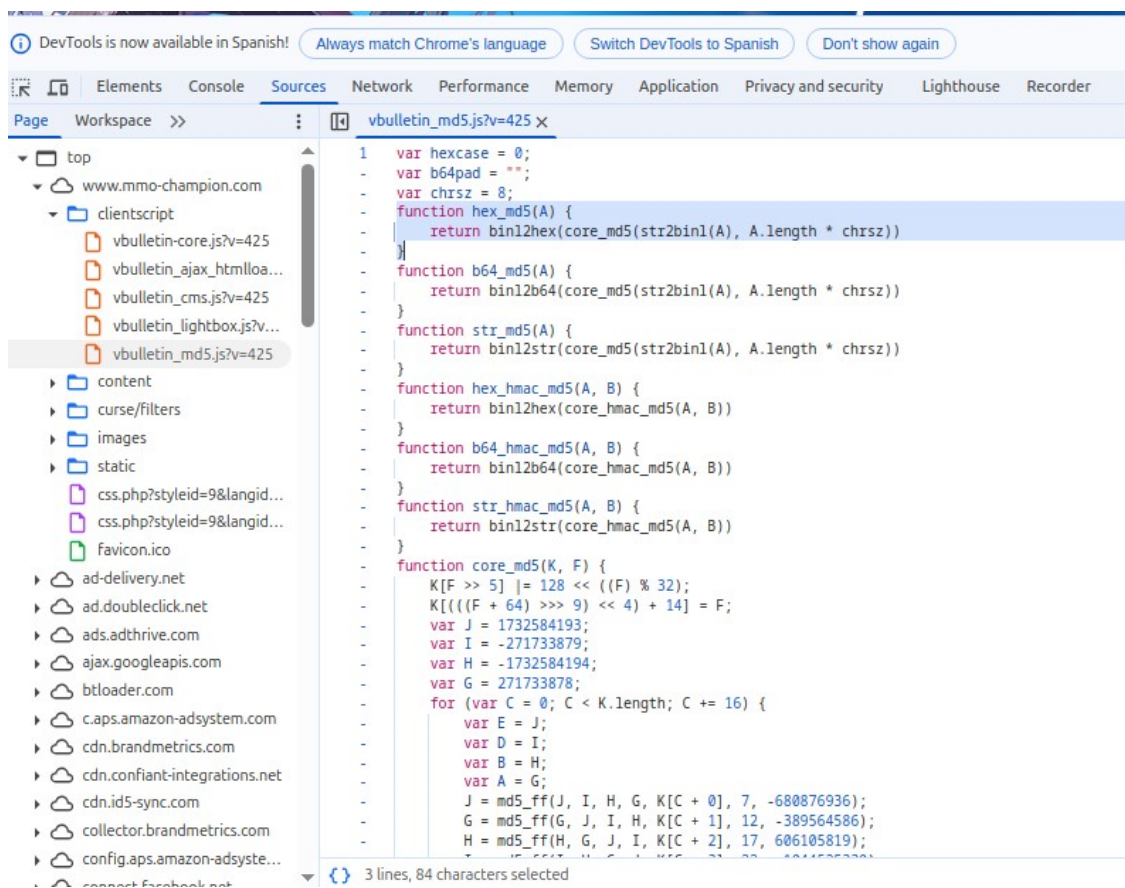 DevTools is now available in Spanish! Always match Chrome's language Switch DevTools to Spanish Don't show again
Elements Console Sources Network Performance Memory Application Privacy and security Lighthouse Recorder
Page Workspace >>
top
www.mmo-champion.com
clientscript
vbulletin-core.js?v=425
vbulletin_ajax_htmlloa...
vbulletin_cms.js?v=425
vbulletin_lightbox.js?v...
vbulletin_md5.js?v=425
content
curse/filters
images
static
css.php?styleid=9&langid...
css.php?styleid=9&langid...
favicon.ico
ad-delivery.net
ad.doubleclick.net
ads.adthrive.com
ajax.googleapis.com
btloader.com
c.aps.amazon-adsystem.com
cdn.brandmetrics.com
cdn.confiant-integrations.net
cdn.id5-sync.com
collector.brandmetrics.com
config.aps.amazon-adsyste...
connect.facebook.net
vbulletin_md5.js?v=425 ×
1 var hexcase = 0;
- var b64pad = "";
- var chrsz = 8;
- function hex_md5(A) {
- return binl2hex(core_md5(str2binl(A), A.length * chrsz))
- }
- function b64_md5(A) {
- return binl2b64(core_md5(str2binl(A), A.length * chrsz))
- }
- function str_md5(A) {
- return binl2str(core_md5(str2binl(A), A.length * chrsz))
- }
- function hex_hmac_md5(A, B) {
- return binl2hex(core_hmac_md5(A, B))
- }
- function b64_hmac_md5(A, B) {
- return binl2b64(core_hmac_md5(A, B))
- }
- function str_hmac_md5(A, B) {
- return binl2str(core_hmac_md5(A, B))
- }
- function core_md5(K, F) {
- K[F >> 5] |= 128 << ((F) % 32);
- K[(((F + 64) >>> 9) << 4) + 14] = F;
- var J = 1732584193;
- var I = -271733879;
- var H = -1732584194;
- var G = 271733878;
- for (var C = 0; C < K.length; C += 16) {
- var E = J;
- var D = I;
- var B = H;
- var A = G;
- J = md5_ff(J, I, H, G, K[C + 0], 7, -680876936);
- G = md5_ff(G, J, I, H, K[C + 1], 12, -389564586);
- H = md5_ff(H, G, J, I, K[C + 2], 17, 606105819);
{} 3 lines, 84 characters selected